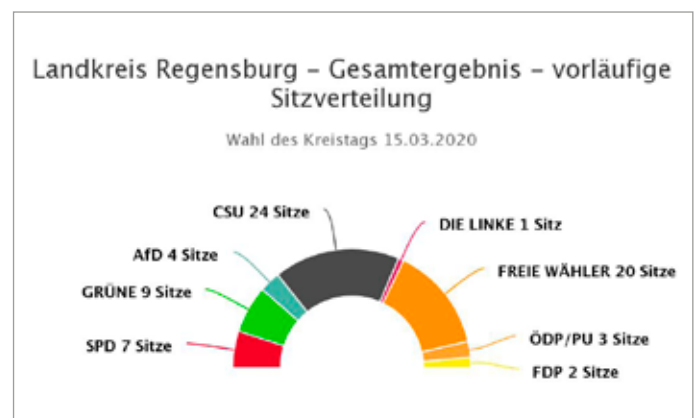 Landkreis Regensburg – Gesamtergebnis – vorläufige
Sitzverteilung
Wahl des Kreistags 15.03.2020
CSU 24 Sitze
DIE LINKE 1 Sitz
AfD 4 Sitze
FREIE WÄHLER 20 Sitze
GRÜNE 9 Sitze
ÖDP/PU 3 Sitze
SPD 7 Sitze
FDP 2 Sitze